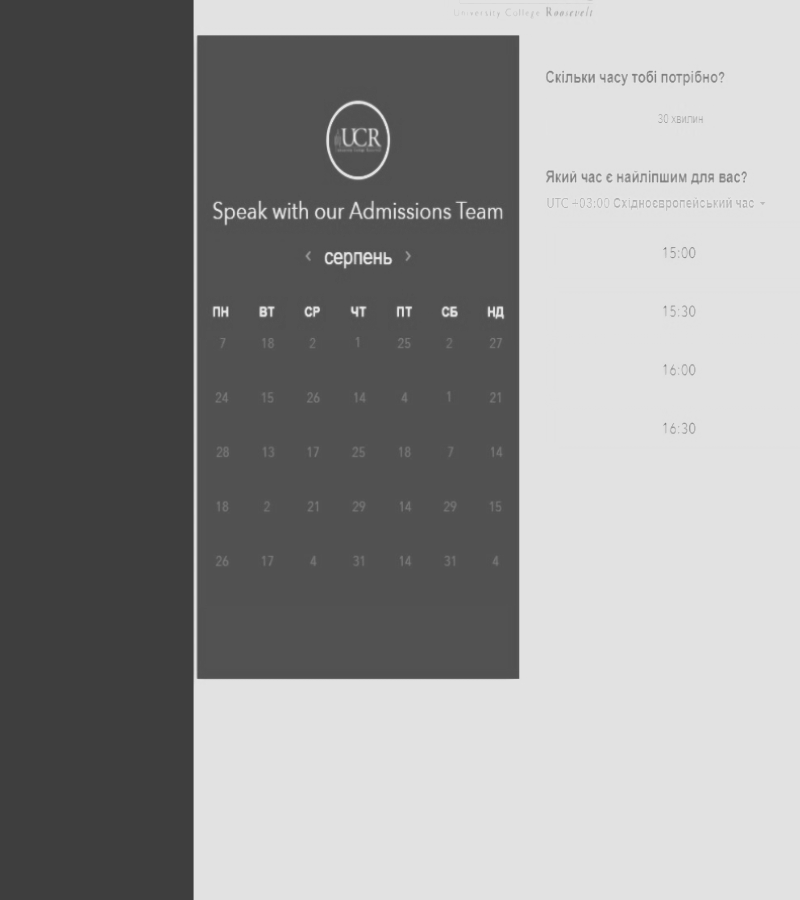 University College Roosevelt
UCR
Speak with our Admissions Team
‹ серпень ›
ПН ВТ СР ЧТ ПТ СБ НД
7 18 2 1 25 2 27
24 15 26 14 4 1 21
28 13 17 25 18 7 14
18 2 21 29 14 29 15
26 17 4 31 14 31 4
Скільки часу тобі потрібно?
30 хвилин
Який час є найліпшим для вас?
UTC +03:00 Східноєвропейський час
15:00
15:30
16:00
16:30